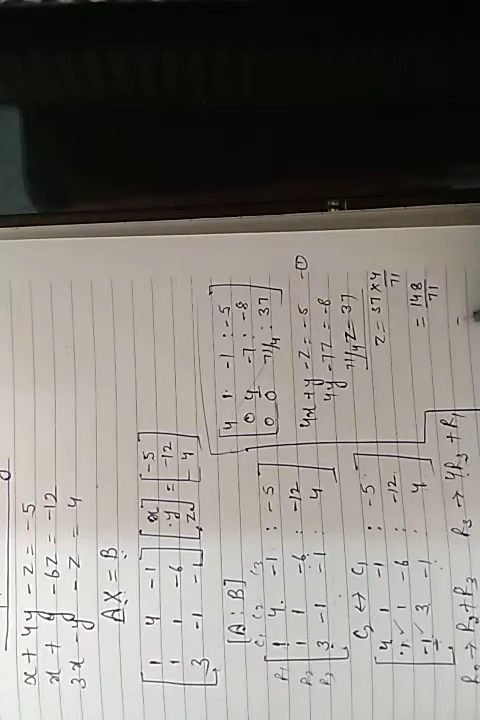 x + 4y - z = -5
x + y - 6z = -12
3x - y - z = 4
AX = B
[1 4 -1] [x] = [-5]
[1 1 -6] [y] = [-12]
[3 -1 -1] [z] = [4]
[A : B]
C1 C2 C3
R1 [1 4 -1 : -5]
R2 [1 1 -6 : -12]
R3 [3 -1 -1 : 4]
C2 ↔ C1
[4 1 -1 : -5]
[1 1 -6 : -12]
[-1 3 -1 : 4]
R2 → R2 + R3 R3 → 4R3 + R1
[4 1 -1 : -5]
[0 4 -7 : -8]
[0 0 71/4 : 37]
4x + y - z = -5 - ①
4y - 7z = -8
71/4 z = 37
z = 37 × 4 / 71
= 148 / 71